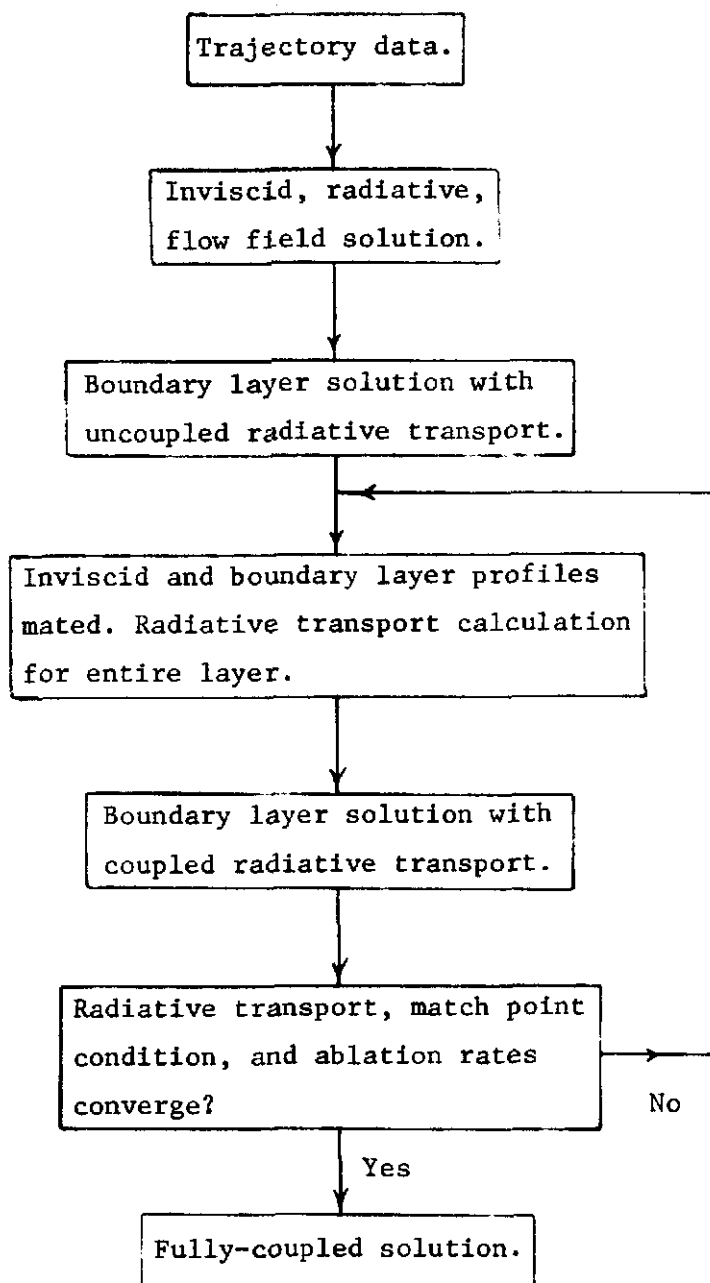 Trajectory data.
Inviscid, radiative,
flow field solution.
Boundary layer solution with
uncoupled radiative transport.
Inviscid and boundary layer profiles
mated. Radiative transport calculation
for entire layer.
Boundary layer solution with
coupled radiative transport.
Radiative transport, match point
condition, and ablation rates
converge?
No
Yes
Fully-coupled solution.